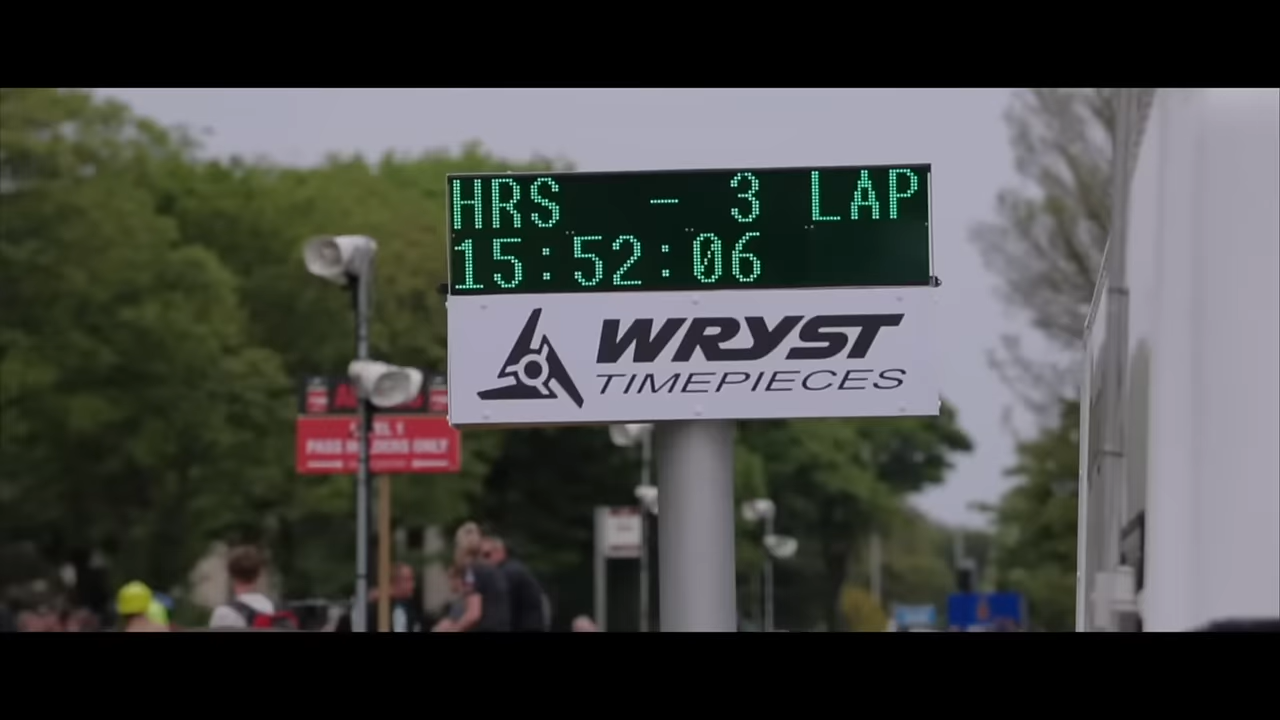 HRS - 3 LAP
15:52:06
WRYST
TIMEPIECES
PASS HOLDERS ONLY